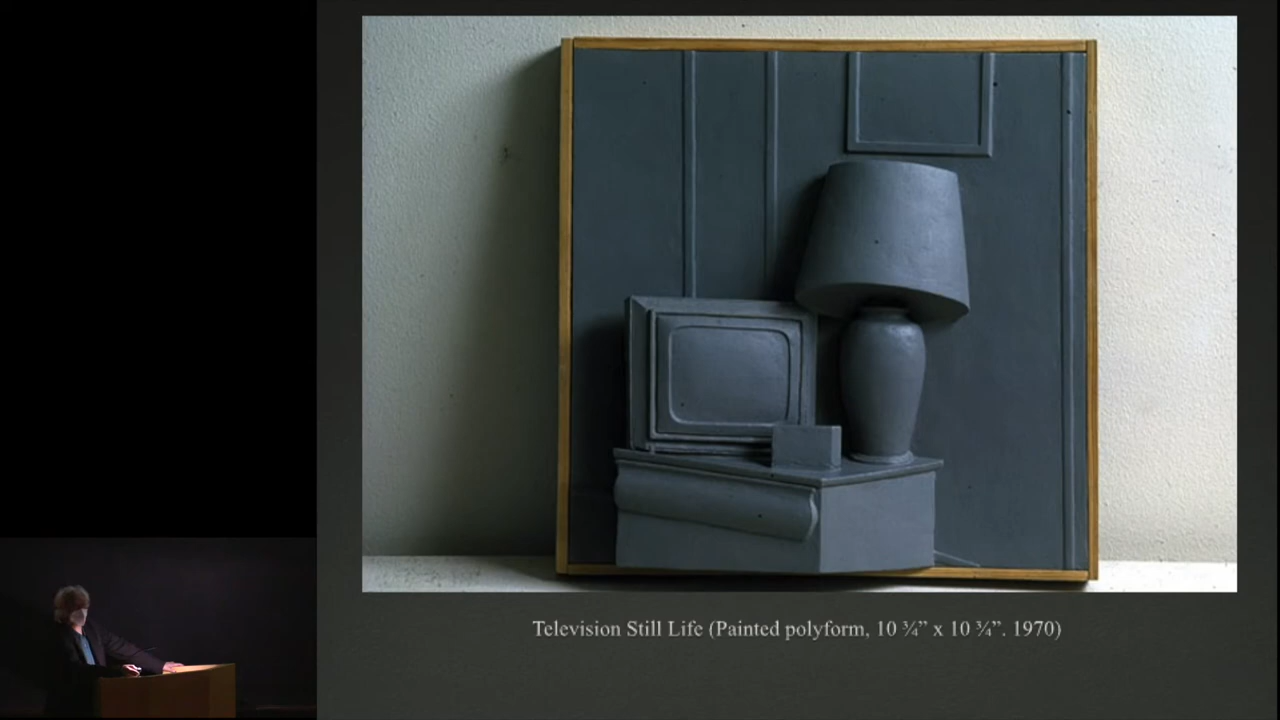 Television Still Life (Painted polyform, 10 ¾” x 10 ¾”. 1970)